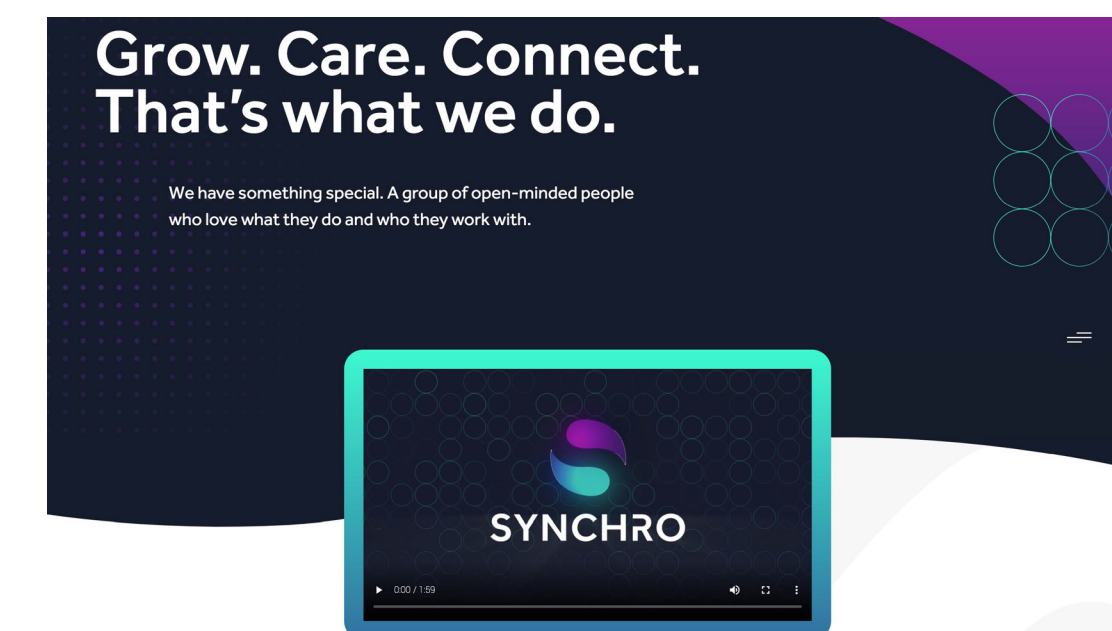 Grow. Care. Connect.
That’s what we do.
We have something special. A group of open-minded people
who love what they do and who they work with.
SYNCHRO
0:00 / 1:59